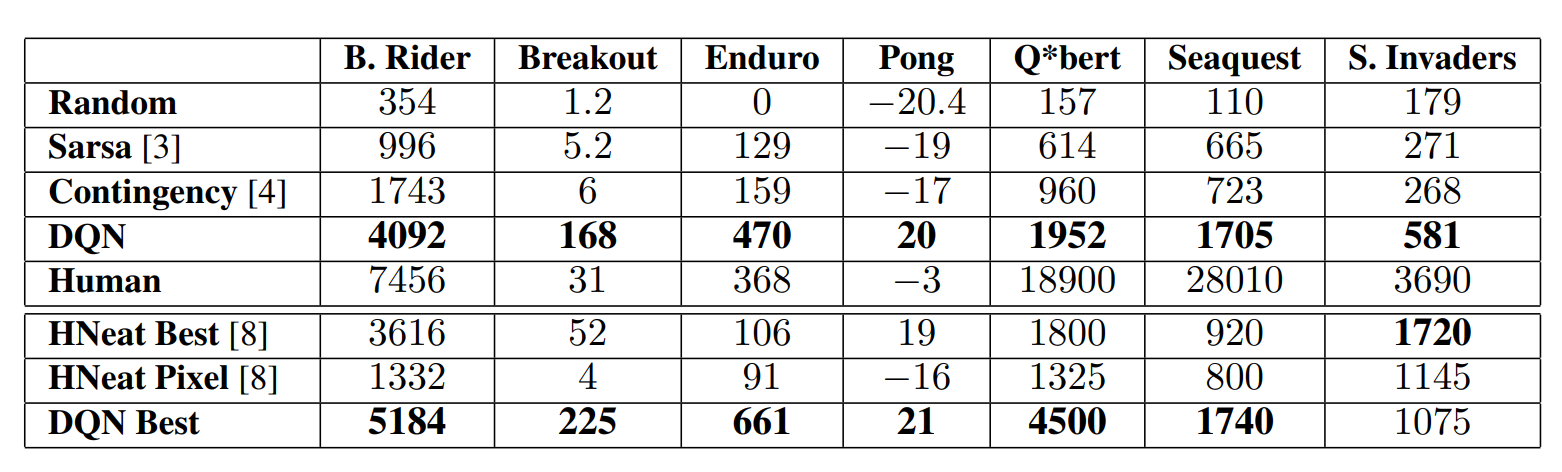 B. Rider Breakout Enduro Pong Q*bert Seaquest S. Invaders
Random 354 1.2 0 −20.4 157 110 179
Sarsa [3] 996 5.2 129 −19 614 665 271
Contingency [4] 1743 6 159 −17 960 723 268
DQN 4092 168 470 20 1952 1705 581
Human 7456 31 368 −3 18900 28010 3690
HNeat Best [8] 3616 52 106 19 1800 920 1720
HNeat Pixel [8] 1332 4 91 −16 1325 800 1145
DQN Best 5184 225 661 21 4500 1740 1075